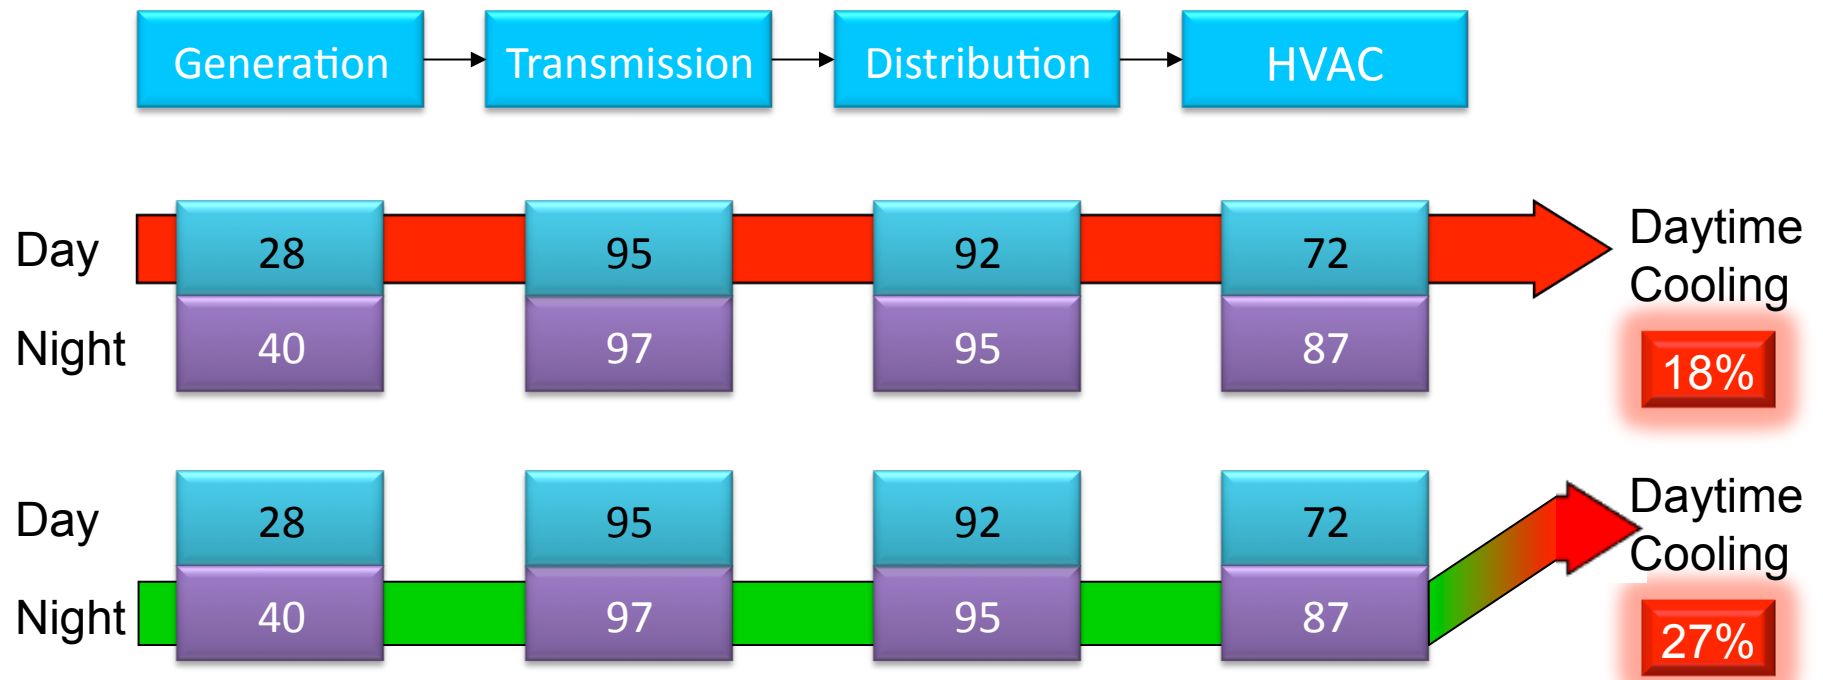 Generation Transmission Distribution HVAC
Day 28 95 92 72 Daytime
Cooling
Night 40 97 95 87 18%
Day 28 95 92 72 Daytime
Cooling
Night 40 97 95 87 27%